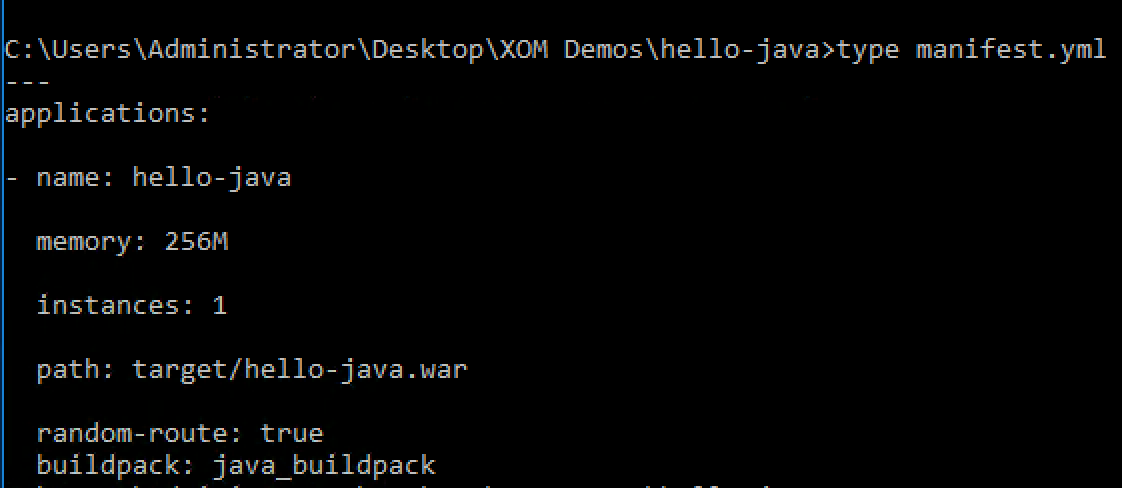 C:\Users\Administrator\Desktop\XOM Demos\hello-java>type manifest.yml
---
applications:
- name: hello-java
memory: 256M
instances: 1
path: target/hello-java.war
random-route: true
buildpack: java_buildpack